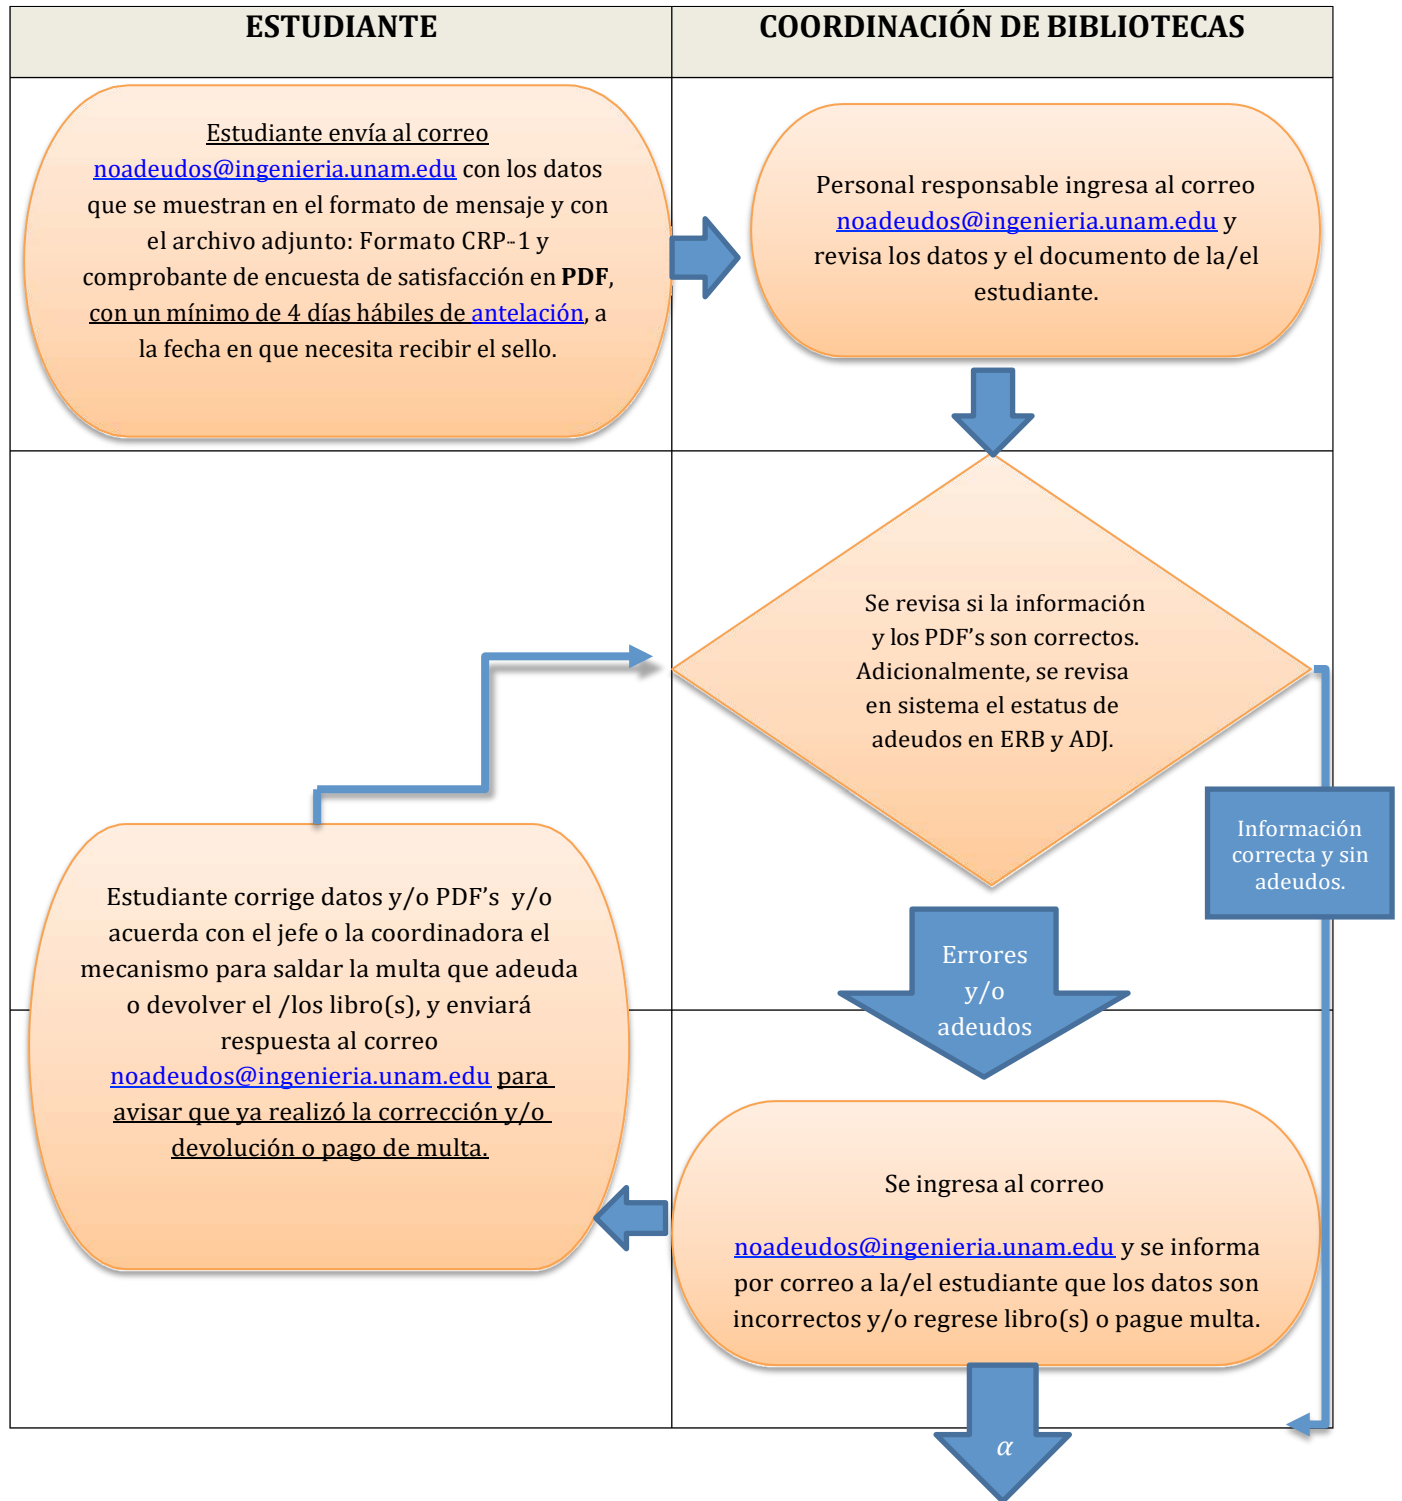 ESTUDIANTE
COORDINACIÓN DE BIBLIOTECAS
Estudiante envía al correo
noadeudos@ingenieria.unam.edu con los datos
que se muestran en el formato de mensaje y con
el archivo adjunto: Formato CRP-1 y
comprobante de encuesta de satisfacción en PDF,
con un mínimo de 4 días hábiles de antelación, a
la fecha en que necesita recibir el sello.
Personal responsable ingresa al correo
noadeudos@ingenieria.unam.edu y
revisa los datos y el documento de la/el
estudiante.
Se revisa si la información
y los PDF’s son correctos.
Adicionalmente, se revisa
en sistema el estatus de
adeudos en ERB y ADJ.
Información
correcta y sin
adeudos.
Errores
y/o
adeudos
Estudiante corrige datos y/o PDF’s y/o
acuerda con el jefe o la coordinadora el
mecanismo para saldar la multa que adeuda
o devolver el /los libro(s), y enviará
respuesta al correo
noadeudos@ingenieria.unam.edu para
avisar que ya realizó la corrección y/o
devolución o pago de multa.
Se ingresa al correo
noadeudos@ingenieria.unam.edu y se informa
por correo a la/el estudiante que los datos son
incorrectos y/o regrese libro(s) o pague multa.
α